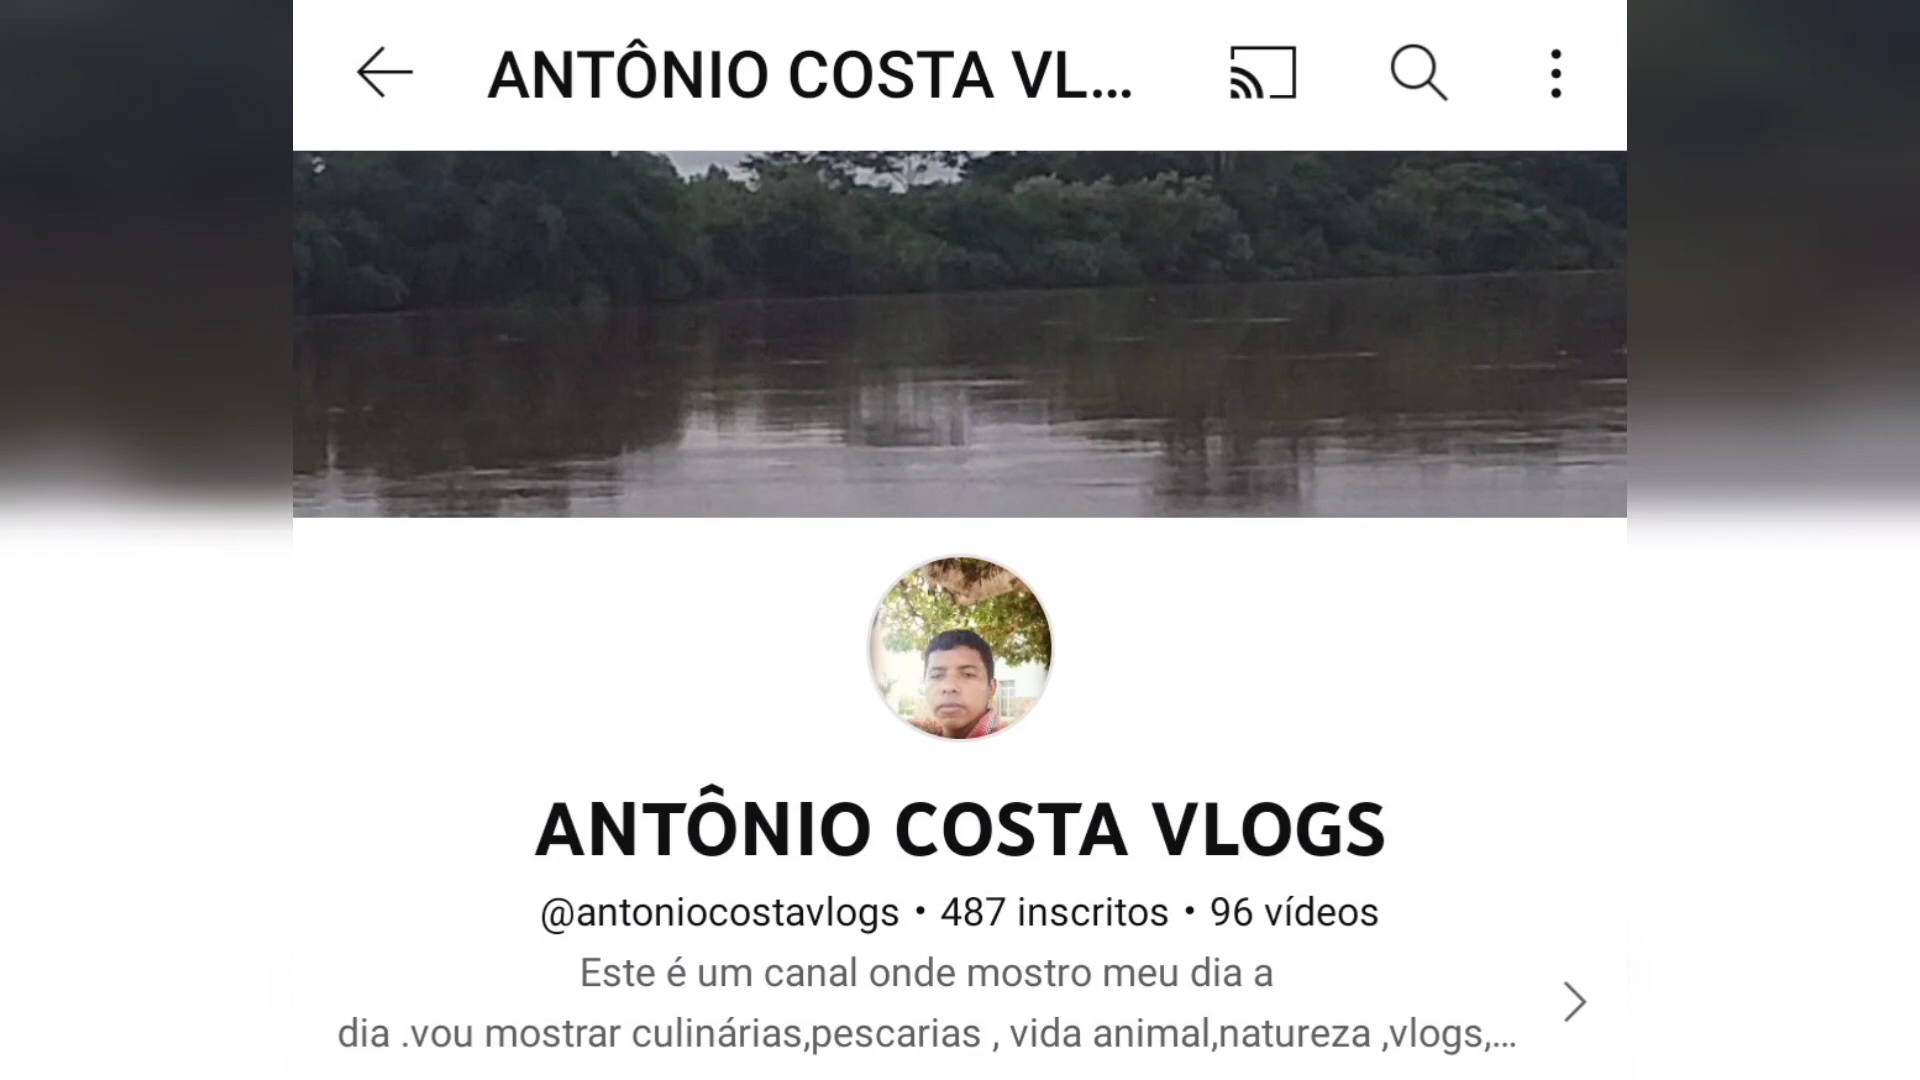 ANTÔNIO COSTA VL...
ANTÔNIO COSTA VLOGS
@antoniocostavlogs • 487 inscritos • 96 vídeos
Este é um canal onde mostro meu dia a
dia .vou mostrar culinárias,pescarias , vida animal,natureza ,vlogs,...